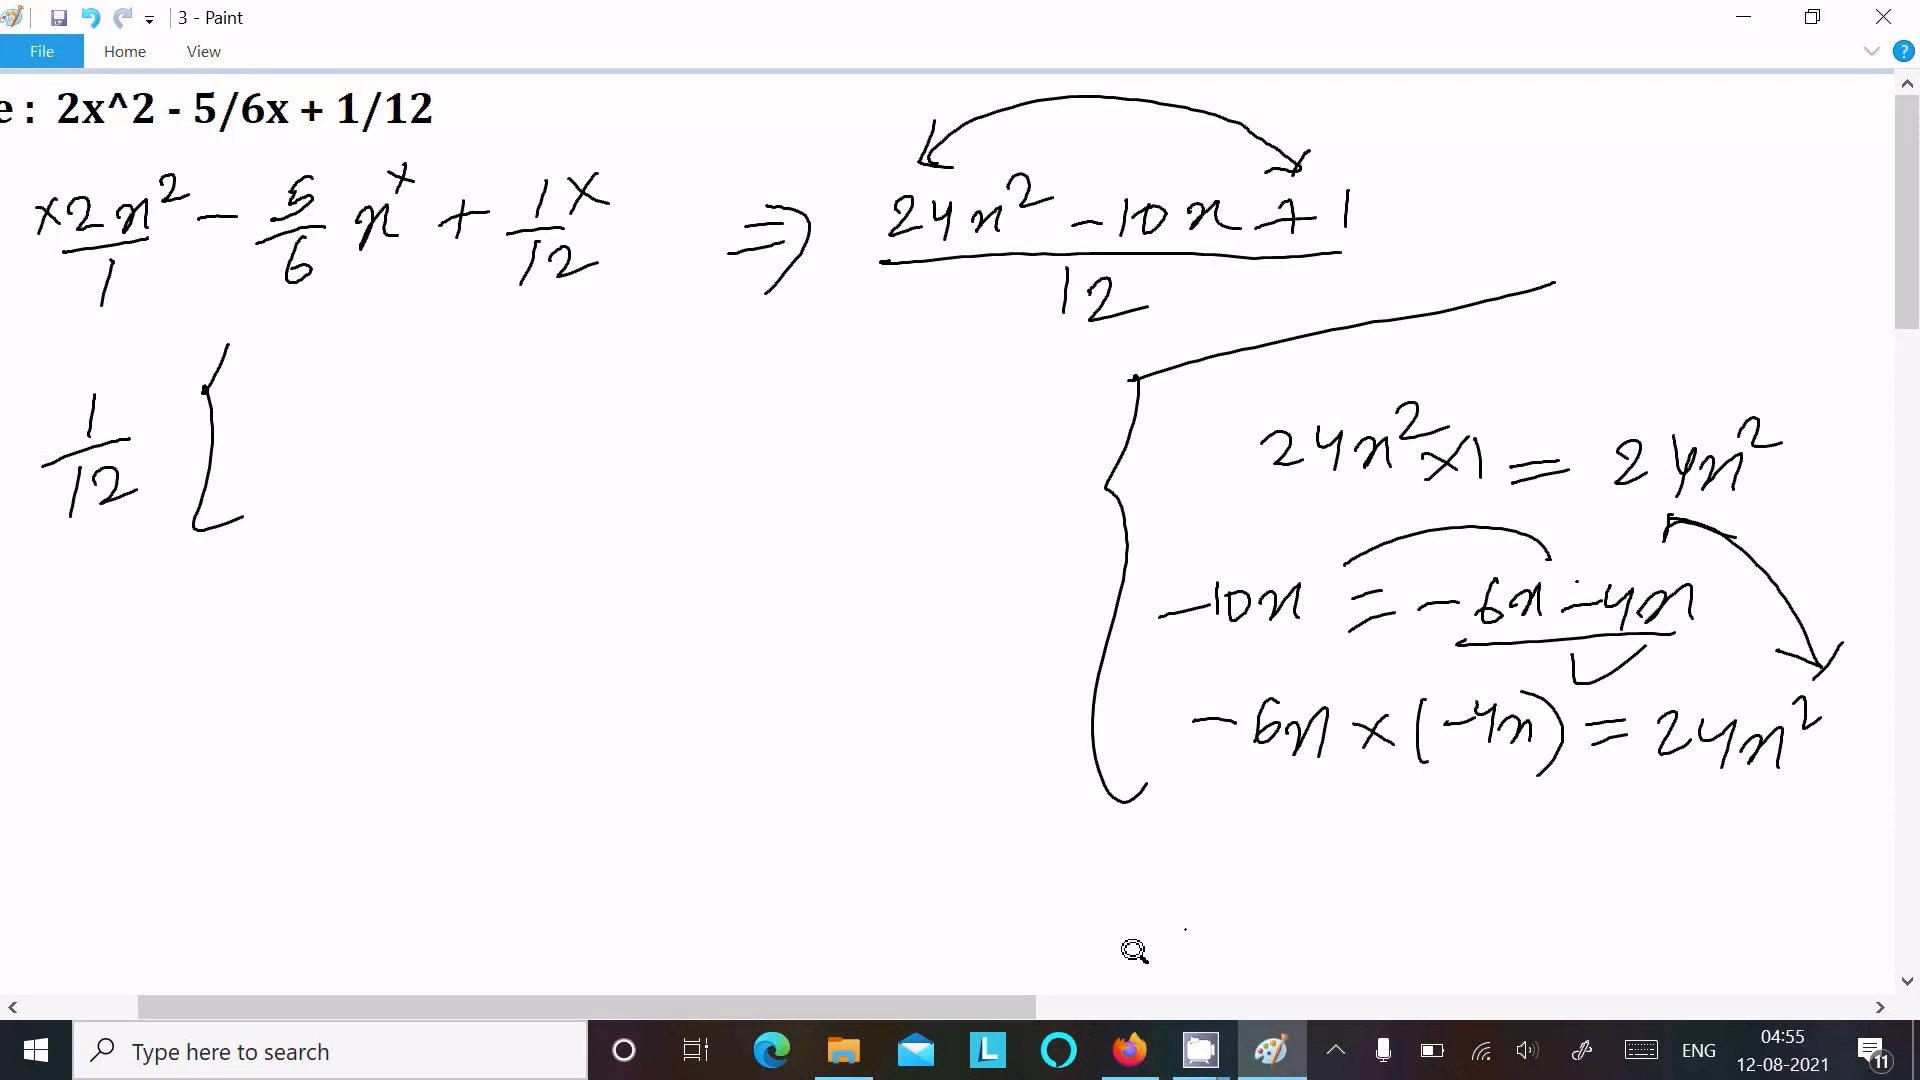 3 - Paint
File Home View
e : 2x^2 - 5/6x + 1/12
×2x²/1 - 5/6 x^x + 1×/12 ⇒ (24x² - 10x + 1)/12
1/12 [
24x² × 1 = 24x²
-10x = -6x - 4x
-6x × (-4x) = 24x²
Type here to search
L
ENG
04:55
12-08-2021
11